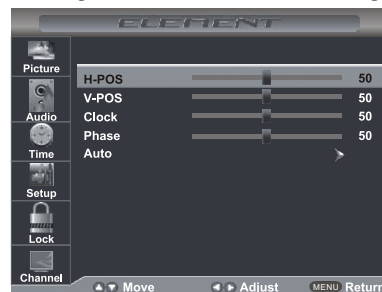 ELEMENT
Picture
Audio
Time
Setup
Lock
Channel
H-POS 50
V-POS 50
Clock 50
Phase 50
Auto
Move Adjust MENU Return